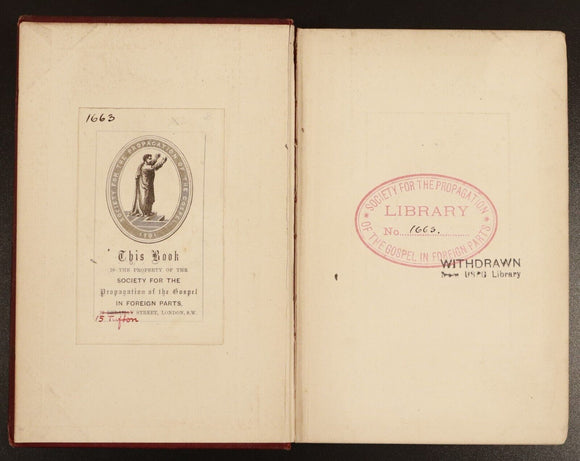 1663
SOCIETY FOR THE PROPAGATION OF THE GOSPEL
1701
This Book
IS THE PROPERTY OF THE
SOCIETY FOR THE
Propagation of the Gospel
IN FOREIGN PARTS,
STREET, LONDON, S.W.
15 Tufton
SOCIETY FOR THE PROPAGATION
LIBRARY
No. 1663.
OF THE GOSPEL IN FOREIGN PARTS
WITHDRAWN
Library